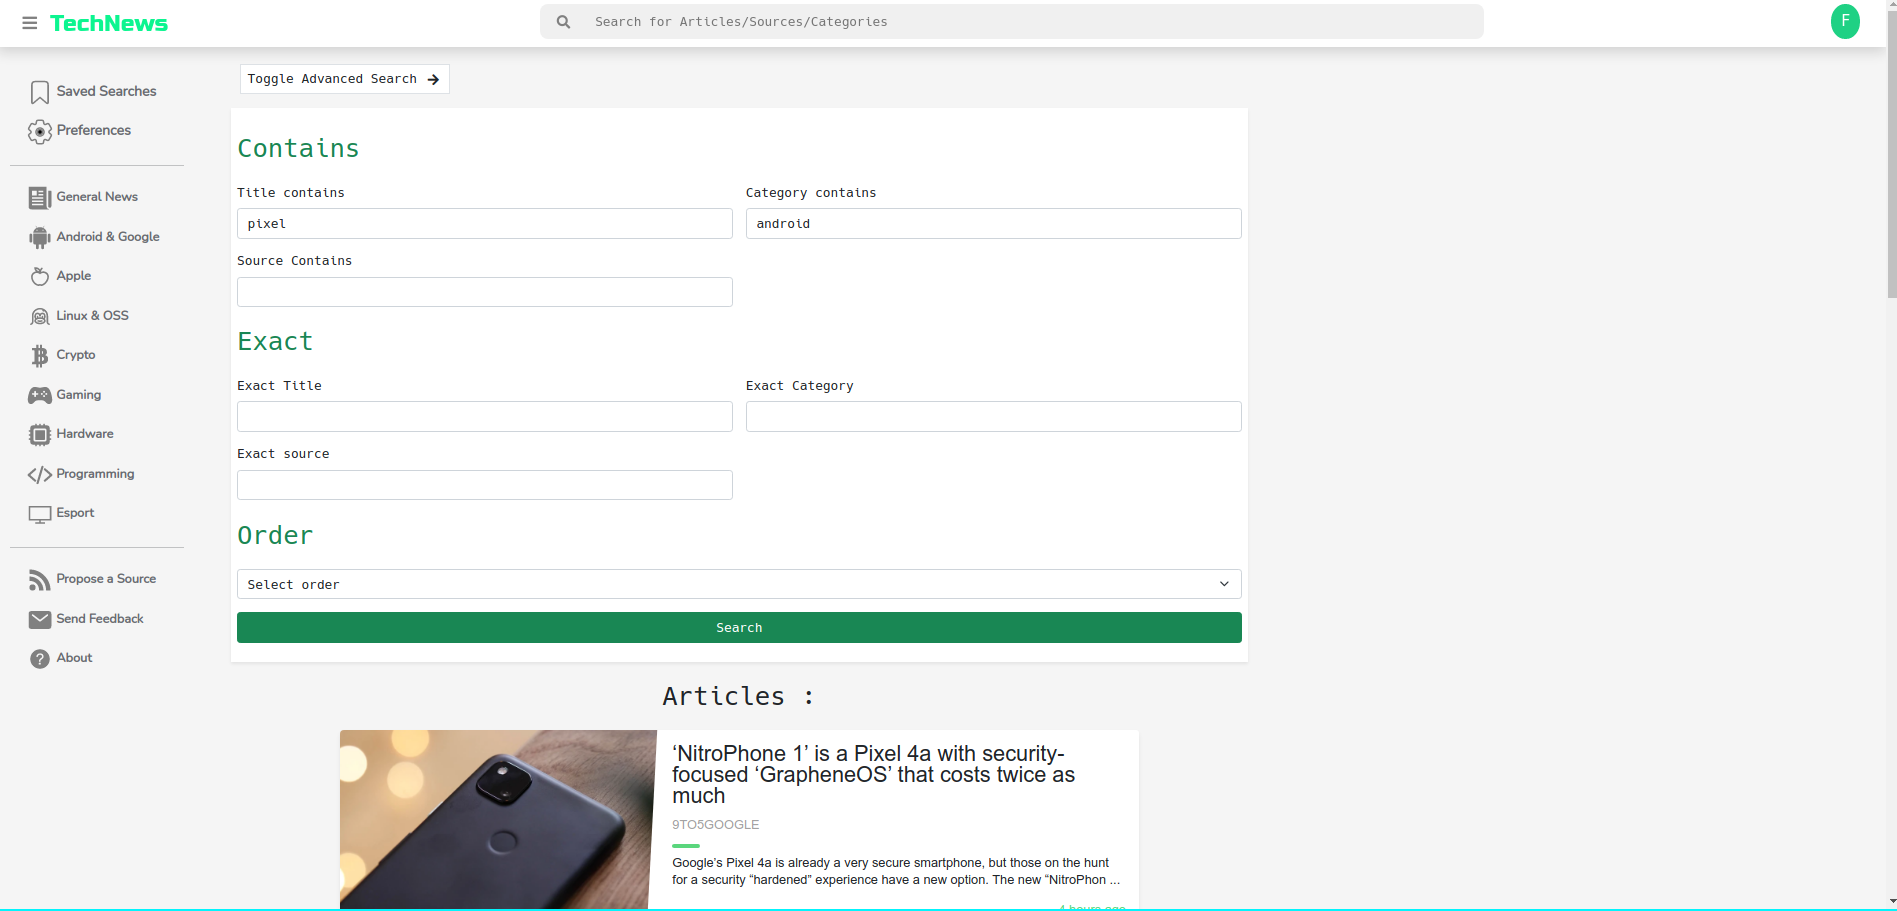 TechNews
Search for Articles/Sources/Categories
F
Saved Searches
Preferences
General News
Android & Google
Apple
Linux & OSS
Crypto
Gaming
Hardware
Programming
Esport
Propose a Source
Send Feedback
About
Toggle Advanced Search
Contains
Title contains
Category contains
pixel
android
Source Contains
Exact
Exact Title
Exact Category
Exact source
Order
Select order
Search
Articles :
‘NitroPhone 1’ is a Pixel 4a with security-
focused ‘GrapheneOS’ that costs twice as
much
9TO5GOOGLE
Google’s Pixel 4a is already a very secure smartphone, but those on the hunt
for a security “hardened” experience have a new option. The new “NitroPhon ...
4 hours ago